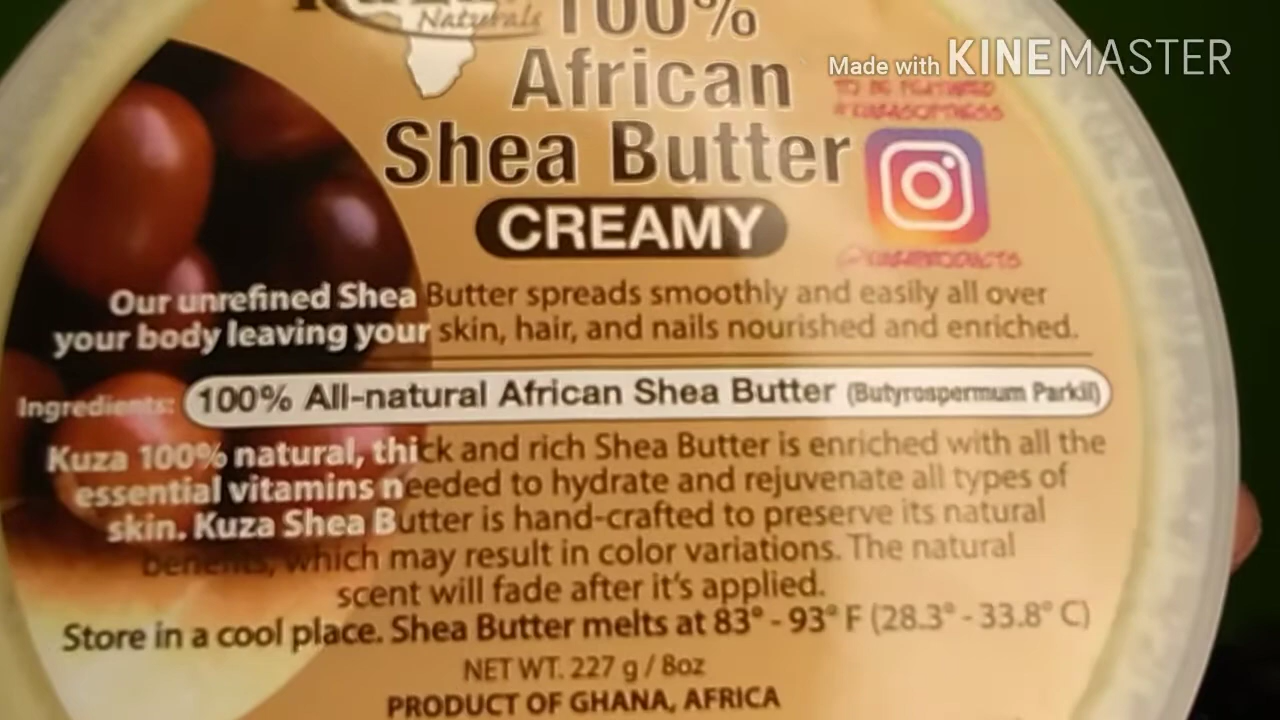 Naturals
100%
African
Shea Butter
CREAMY
Made with KINEMASTER
TO BE FEATURED
Our unrefined Shea Butter spreads smoothly and easily all over
your body leaving your skin, hair, and nails nourished and enriched.
Ingredients: 100% All-natural African Shea Butter (Butyrospermum Parkii)
Kuza 100% natural, thick and rich Shea Butter is enriched with all the
essential vitamins needed to hydrate and rejuvenate all types of
skin. Kuza Shea Butter is hand-crafted to preserve its natural
benefits, which may result in color variations. The natural
scent will fade after it's applied.
Store in a cool place. Shea Butter melts at 83° - 93° F (28.3° - 33.8° C)
NET WT. 227 g / 8oz
PRODUCT OF GHANA, AFRICA